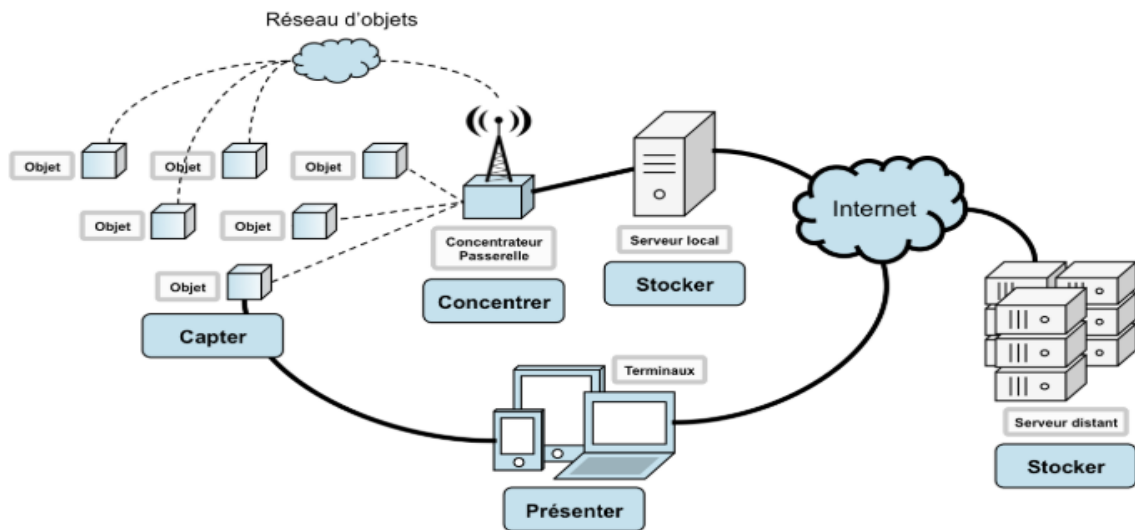 Réseau d'objets
Objet
Objet
Objet
Objet
Objet
Objet
Capter
Concentrateur
Passerelle
Concentrer
Serveur local
Stocker
Internet
Terminaux
Présenter
Serveur distant
Stocker